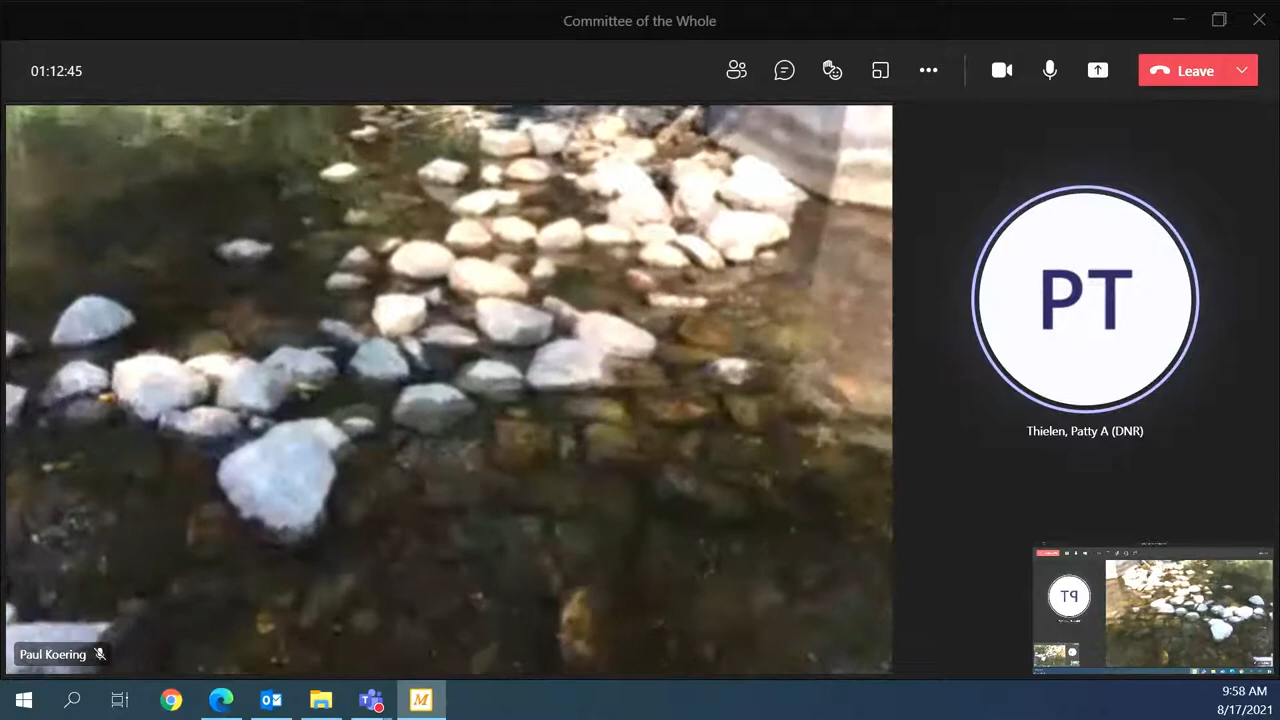 Committee of the Whole
01:12:45
Leave
PT
Thielen, Patty A (DNR)
Paul Koering
PT
M
9:58 AM
8/17/2021